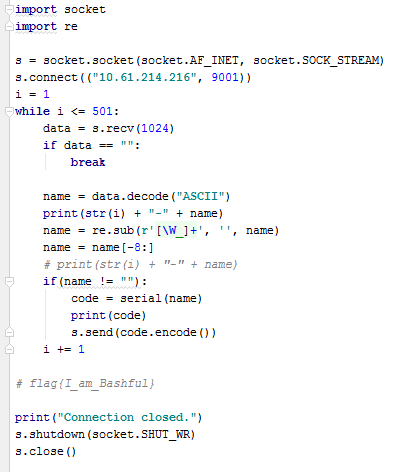 import socket
import re
s = socket.socket(socket.AF_INET, socket.SOCK_STREAM)
s.connect(("10.61.214.216", 9001))
i = 1
while i <= 501:
    data = s.recv(1024)
    if data == "":
        break
    name = data.decode("ASCII")
    print(str(i) + "-" + name)
    name = re.sub(r'[\W_]+', '', name)
    name = name[-8:]
    # print(str(i) + "-" + name)
    if(name != ""):
        code = serial(name)
        print(code)
        s.send(code.encode())
    i += 1
# flag{I_am_Bashful}
print("Connection closed.")
s.shutdown(socket.SHUT_WR)
s.close()